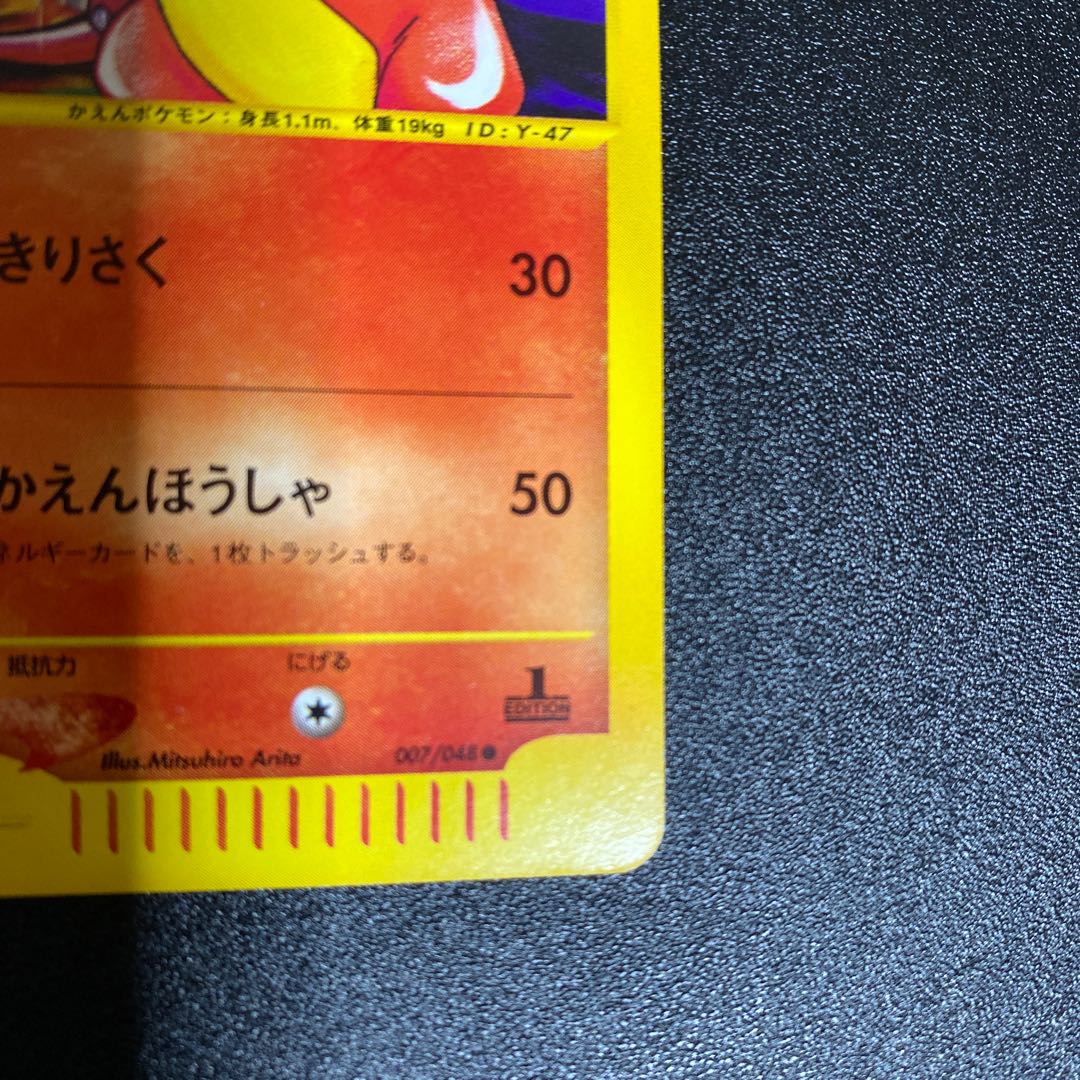 かえんポケモン：身長1.1m、体重19kg ID:Y-47
きりさく 30
かえんほうしゃ 50
ネルギーカードを、1枚トラッシュする。
抵抗力 にげる
1 EDITION
Illus.Mitsuhiro Arita 007/048●